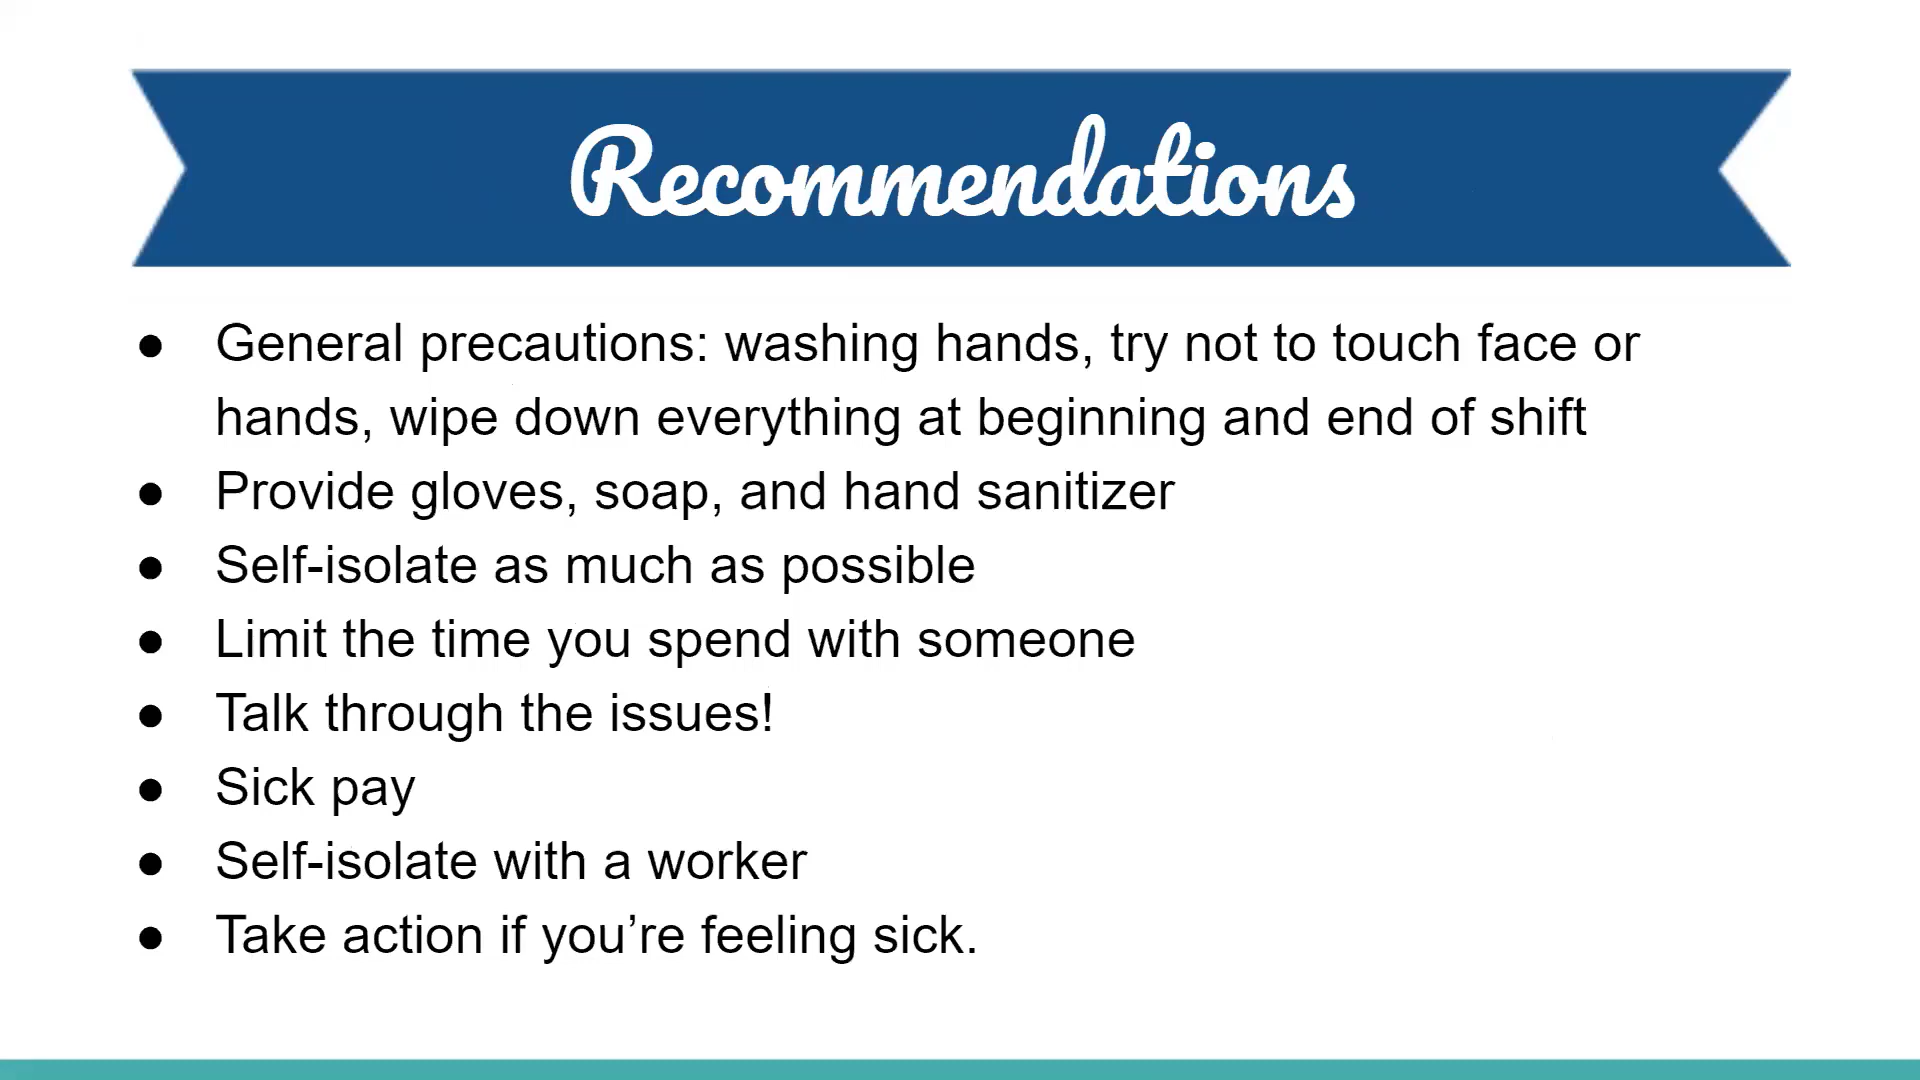 Recommendations
● General precautions: washing hands, try not to touch face or
hands, wipe down everything at beginning and end of shift
● Provide gloves, soap, and hand sanitizer
● Self-isolate as much as possible
● Limit the time you spend with someone
● Talk through the issues!
● Sick pay
● Self-isolate with a worker
● Take action if you’re feeling sick.